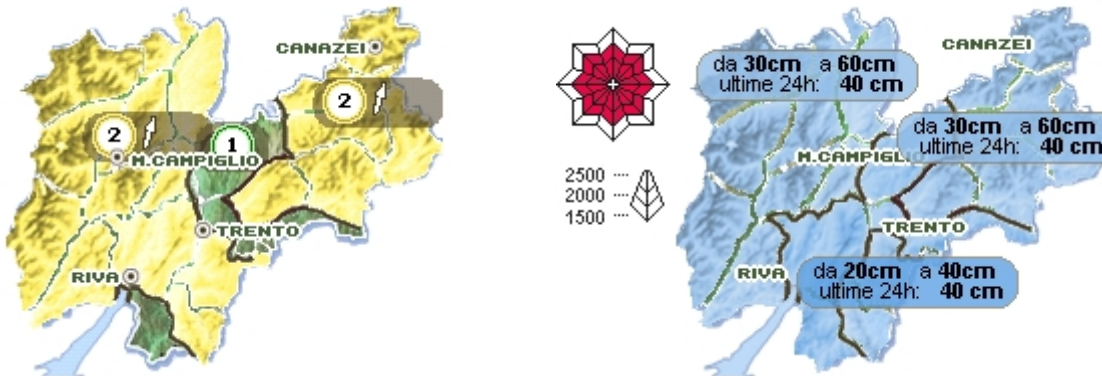 CANAZEI
2
2
1
M.CAMPIGLIO
TRENTO
RIVA
2500
2000
1500
CANAZEI
da 30cm a 60cm
ultime 24h: 40 cm
da 30cm a 60cm
ultime 24h: 40 cm
M.CAMPIGLIO
TRENTO
RIVA
da 20cm a 40cm
ultime 24h: 40 cm